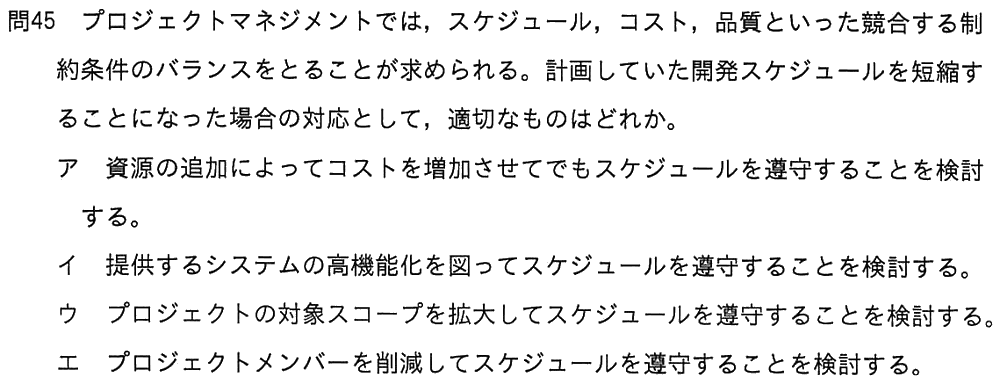 問45 プロジェクトマネジメントでは，スケジュール，コスト，品質といった競合する制
約条件のバランスをとることが求められる。計画していた開発スケジュールを短縮す
ることになった場合の対応として，適切なものはどれか。
ア 資源の追加によってコストを増加させてでもスケジュールを遵守することを検討
する。
イ 提供するシステムの高機能化を図ってスケジュールを遵守することを検討する。
ウ プロジェクトの対象スコープを拡大してスケジュールを遵守することを検討する。
エ プロジェクトメンバーを削減してスケジュールを遵守することを検討する。